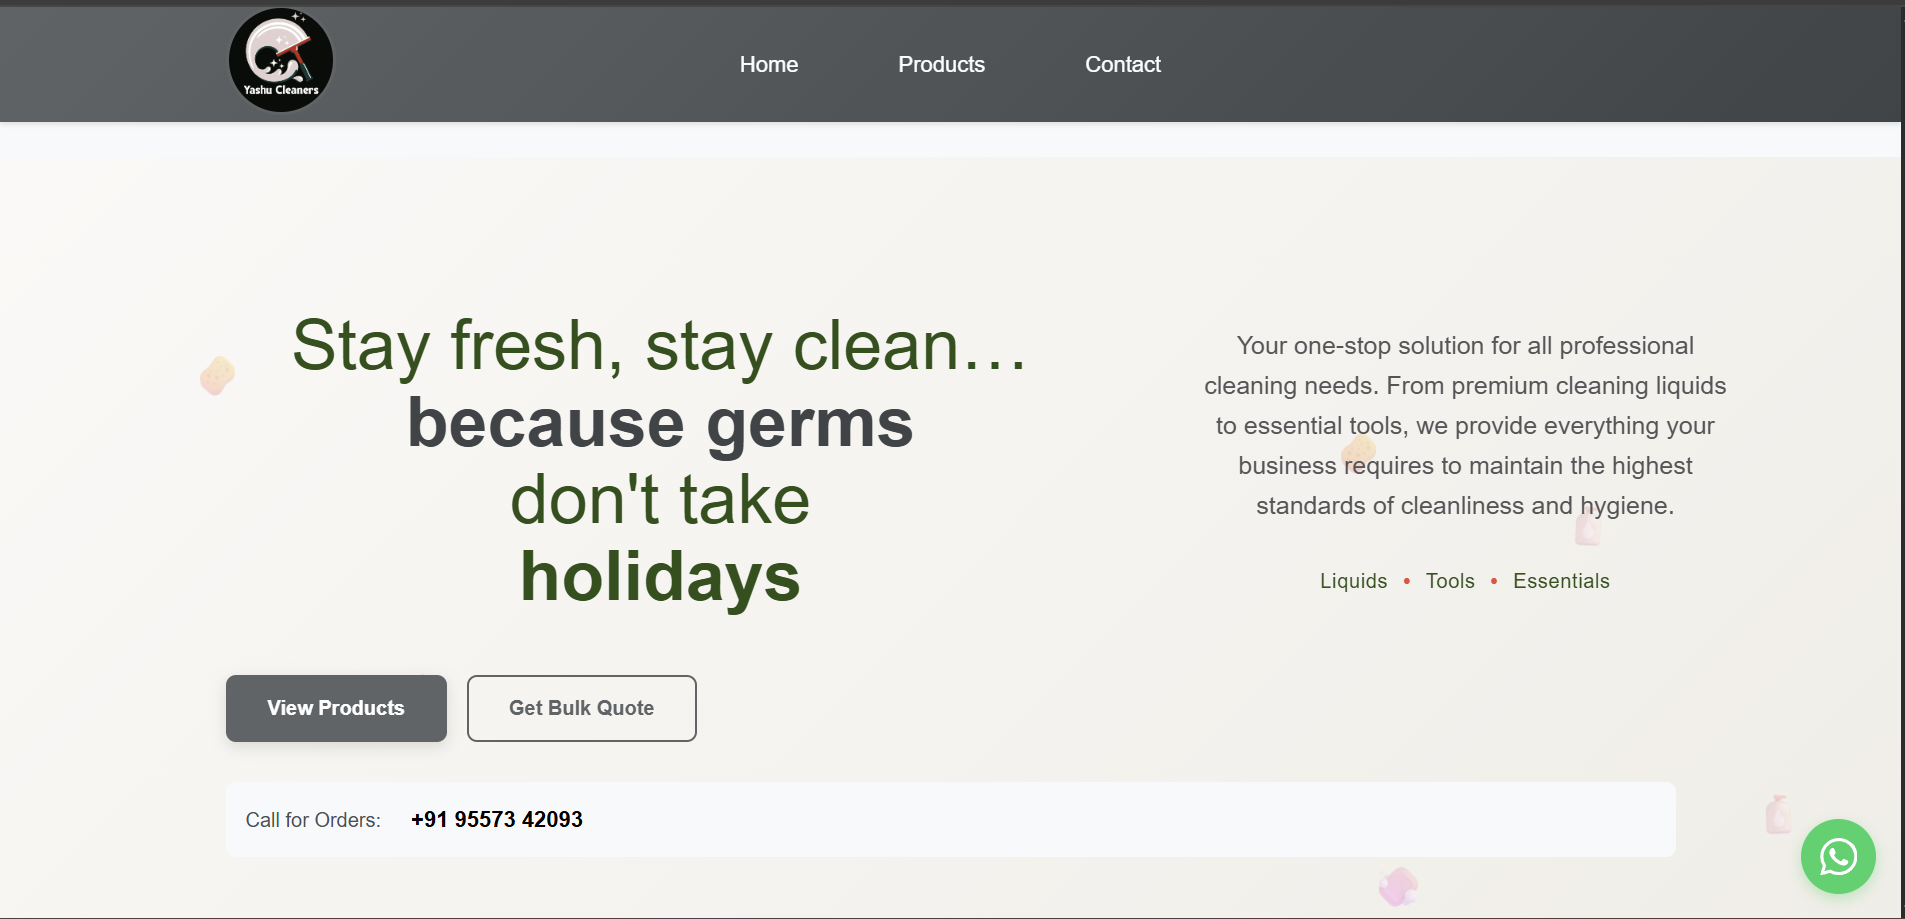 Yashu Cleaners
Home
Products
Contact
Stay fresh, stay clean…
because germs
don't take
holidays
Your one-stop solution for all professional
cleaning needs. From premium cleaning liquids
to essential tools, we provide everything your
business requires to maintain the highest
standards of cleanliness and hygiene.
Liquids • Tools • Essentials
View Products
Get Bulk Quote
Call for Orders: +91 95573 42093